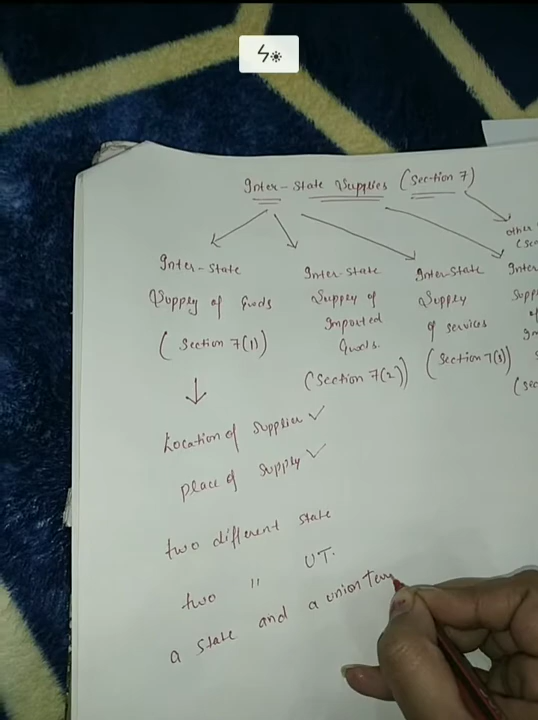 Inter-State Supplies (Section 7)
Inter-State
Supply of Goods
(Section 7(1))
Inter-State
Supply of
Imported
Goods.
(Section 7(2))
Inter-State
Supply
of services
(Section 7(3))
other
Location of Supplier ✓
place of supply ✓
two different state
two " UT.
a state and a union